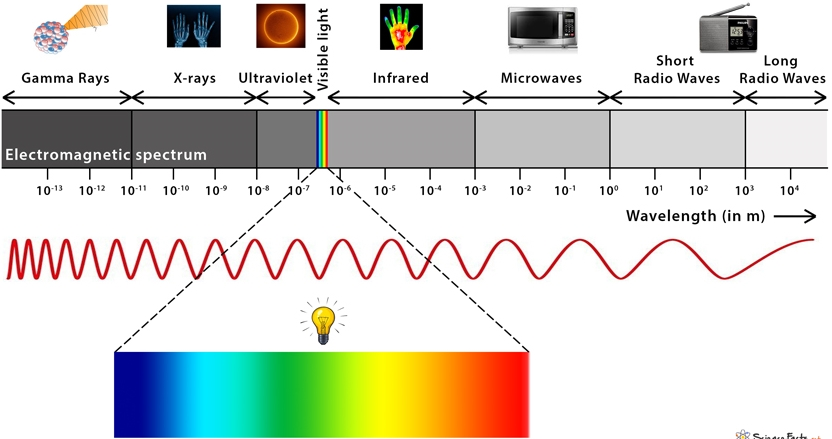 Gamma Rays
X-rays
Ultraviolet
Visible light
Infrared
Microwaves
Short
Radio Waves
Long
Radio Waves
Electromagnetic spectrum
10⁻¹³ 10⁻¹² 10⁻¹¹ 10⁻¹⁰ 10⁻⁹ 10⁻⁸ 10⁻⁷ 10⁻⁶ 10⁻⁵ 10⁻⁴ 10⁻³ 10⁻² 10⁻¹ 10⁰ 10¹ 10² 10³ 10⁴
Wavelength (in m)